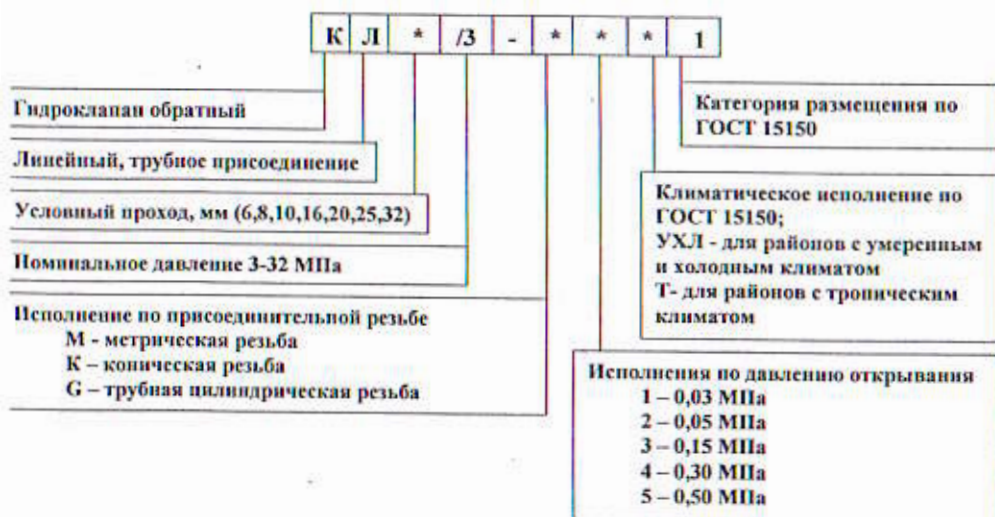 К Л * /3 - * * * 1
Гидроклапан обратный
Линейный, трубное присоединение
Условный проход, мм (6,8,10,16,20,25,32)
Номинальное давление 3-32 МПа
Исполнение по присоединительной резьбе
М - метрическая резьба
К – коническая резьба
G – трубная цилиндрическая резьба
Категория размещения по
ГОСТ 15150
Климатическое исполнение по
ГОСТ 15150;
УХЛ - для районов с умеренным
и холодным климатом
Т- для районов с тропическим
климатом
Исполнения по давлению открывания
1 – 0,03 МПа
2 – 0,05 МПа
3 – 0,15 МПа
4 – 0,30 МПа
5 – 0,50 МПа